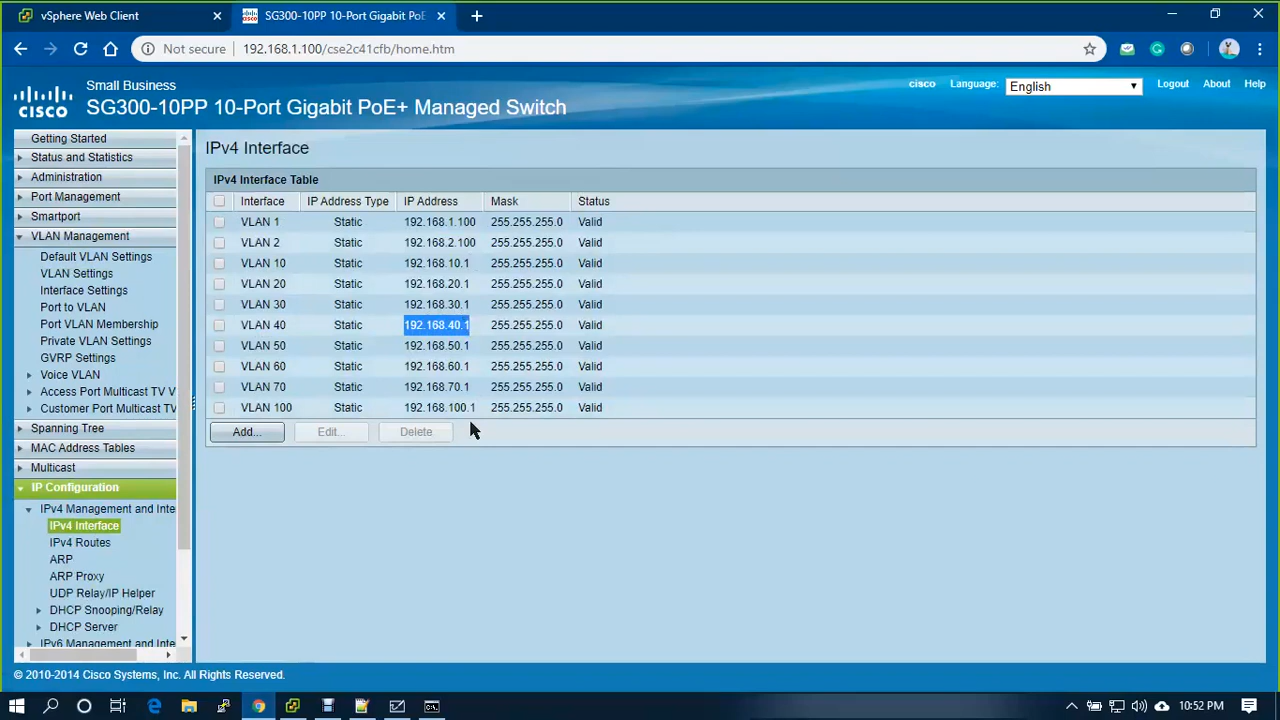 vSphere Web Client
SG300-10PP 10-Port Gigabit PoE
Not secure 192.168.1.100/cse2c41cfb/home.htm
cisco
Small Business
SG300-10PP 10-Port Gigabit PoE+ Managed Switch
cisco Language: English Logout About Help
Getting Started
Status and Statistics
Administration
Port Management
Smartport
VLAN Management
Default VLAN Settings
VLAN Settings
Interface Settings
Port to VLAN
Port VLAN Membership
Private VLAN Settings
GVRP Settings
Voice VLAN
Access Port Multicast TV V
Customer Port Multicast TV
Spanning Tree
MAC Address Tables
Multicast
IP Configuration
IPv4 Management and Inte
IPv4 Interface
IPv4 Routes
ARP
ARP Proxy
UDP Relay/IP Helper
DHCP Snooping/Relay
DHCP Server
IPv6 Management and Inte
IPv4 Interface
IPv4 Interface Table
Interface IP Address Type IP Address Mask Status
VLAN 1 Static 192.168.1.100 255.255.255.0 Valid
VLAN 2 Static 192.168.2.100 255.255.255.0 Valid
VLAN 10 Static 192.168.10.1 255.255.255.0 Valid
VLAN 20 Static 192.168.20.1 255.255.255.0 Valid
VLAN 30 Static 192.168.30.1 255.255.255.0 Valid
VLAN 40 Static 192.168.40.1 255.255.255.0 Valid
VLAN 50 Static 192.168.50.1 255.255.255.0 Valid
VLAN 60 Static 192.168.60.1 255.255.255.0 Valid
VLAN 70 Static 192.168.70.1 255.255.255.0 Valid
VLAN 100 Static 192.168.100.1 255.255.255.0 Valid
Add... Edit... Delete
© 2010-2014 Cisco Systems, Inc. All Rights Reserved.
10:52 PM